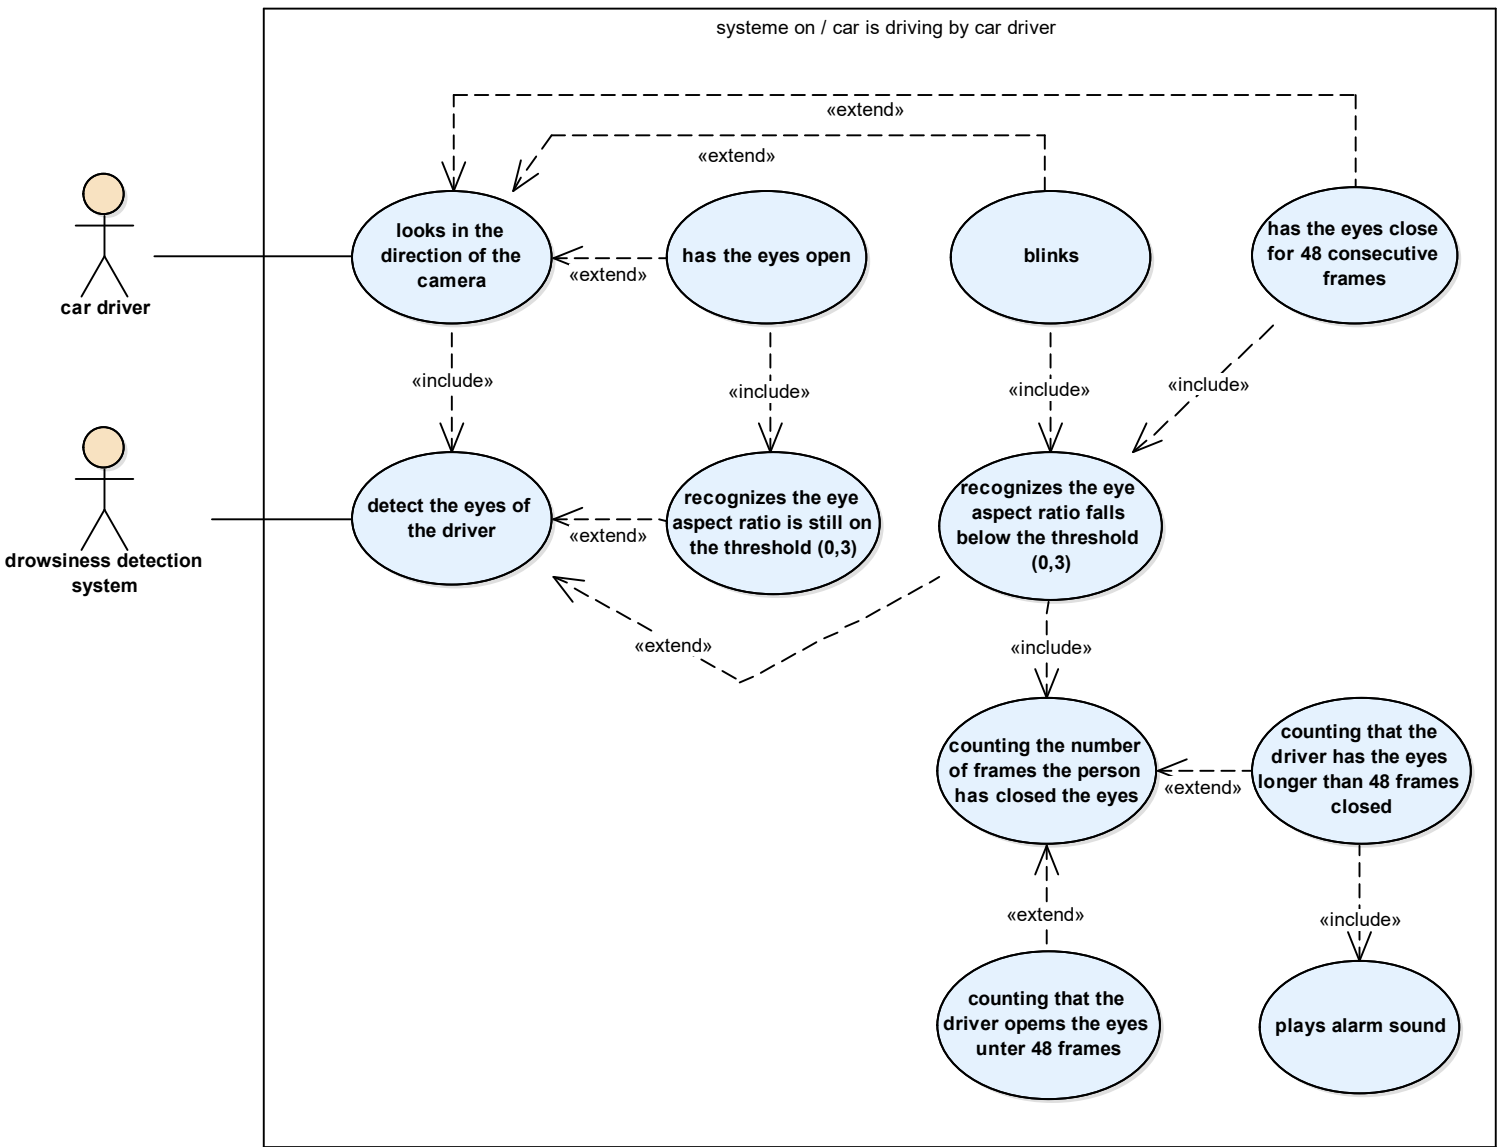 systeme on / car is driving by car driver
«extend»
«extend»
looks in the
direction of the
camera
«extend»
has the eyes open
blinks
has the eyes close
for 48 consecutive
frames
car driver
«include»
«include»
«include»
«include»
detect the eyes of
the driver
«extend»
recognizes the eye
aspect ratio is still on
the threshold (0,3)
recognizes the eye
aspect ratio falls
below the threshold
(0,3)
drowsiness detection
system
«extend»
«include»
counting the number
of frames the person
has closed the eyes
«extend»
counting that the
driver has the eyes
longer than 48 frames
closed
«extend»
«include»
counting that the
driver opems the eyes
unter 48 frames
plays alarm sound